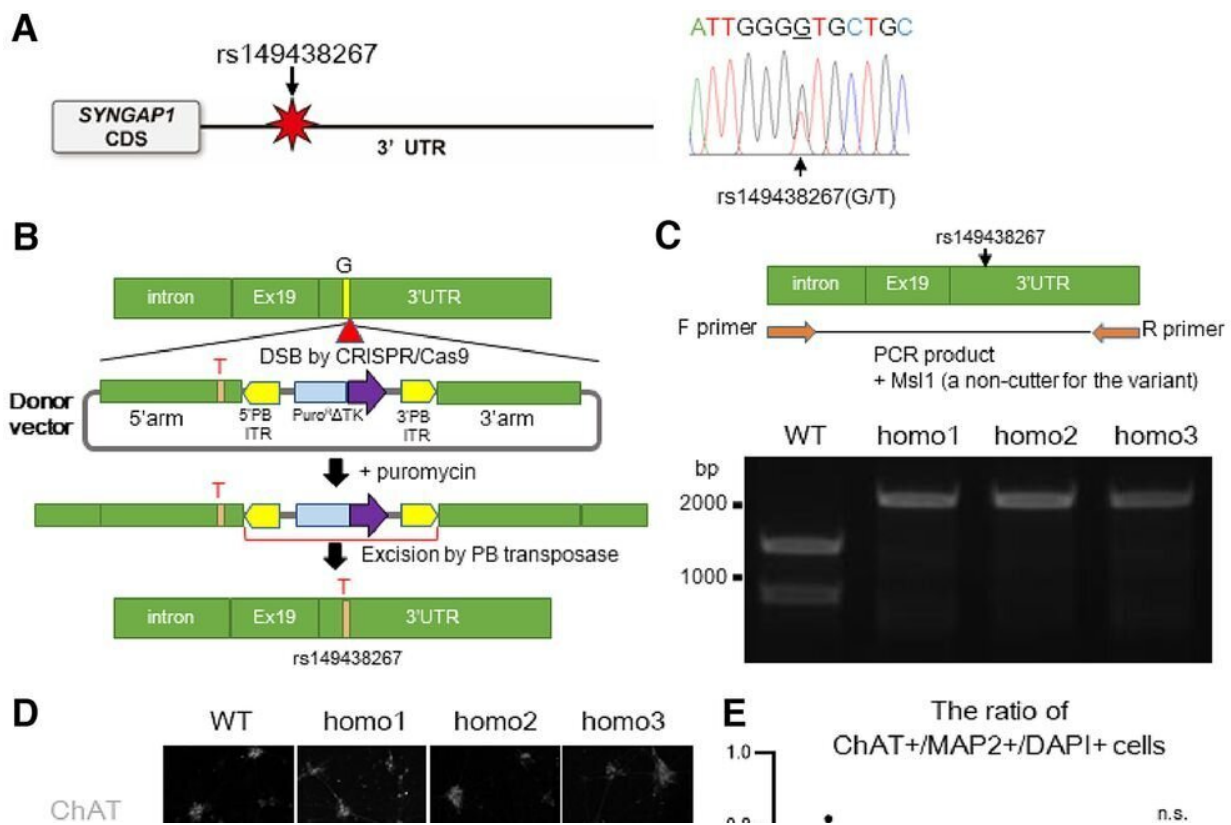 A
rs149438267
SYNGAP1
CDS
3' UTR
ATTGGGGTGCTGC
rs149438267(G/T)
B
G
intron
Ex19
3'UTR
DSB by CRISPR/Cas9
T
Donor
vector
5'arm
5'PB
ITR
PuroᴿΔTK
3'PB
ITR
3'arm
+ puromycin
T
Excision by PB transposase
T
intron
Ex19
3'UTR
rs149438267
C
rs149438267
intron
Ex19
3'UTR
F primer
R primer
PCR product
+ Msl1 (a non-cutter for the variant)
WT
homo1
homo2
homo3
bp
2000
1000
D
WT
homo1
homo2
homo3
ChAT
E
The ratio of
ChAT+/MAP2+/DAPI+ cells
1.0
n.s.